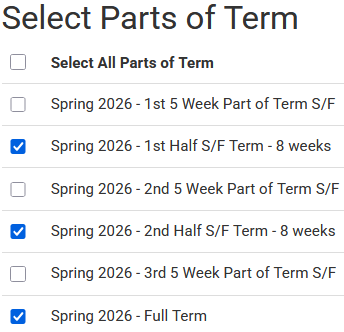 Select Parts of Term
Select All Parts of Term
Spring 2026 - 1st 5 Week Part of Term S/F
Spring 2026 - 1st Half S/F Term - 8 weeks
Spring 2026 - 2nd 5 Week Part of Term S/F
Spring 2026 - 2nd Half S/F Term - 8 weeks
Spring 2026 - 3rd 5 Week Part of Term S/F
Spring 2026 - Full Term